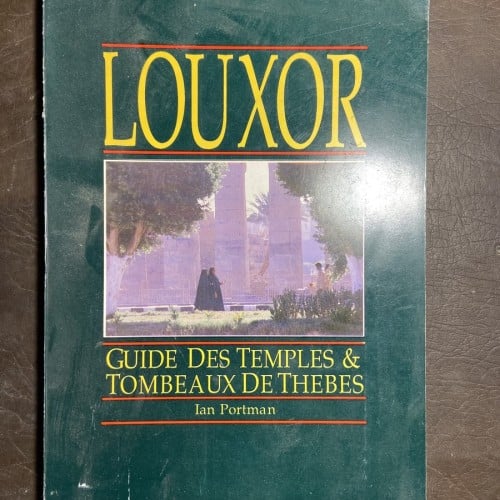 LOUXOR
GUIDE DES TEMPLES &
TOMBEAUX DE THEBES
Ian Portman